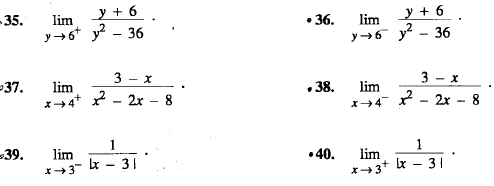 35. lim y→6⁺ (y + 6)/(y² − 36) .
•36. lim y→6⁻ (y + 6)/(y² − 36) .
37. lim x→4⁺ (3 − x)/(x² − 2x − 8) .
•38. lim x→4⁻ (3 − x)/(x² − 2x − 8) .
39. lim x→3⁻ 1/|x − 3| .
•40. lim x→3⁺ 1/|x − 3| .